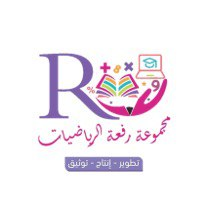 R
مجموعة رفعة الرياضيات
تطوير - إنتاج - توثيق